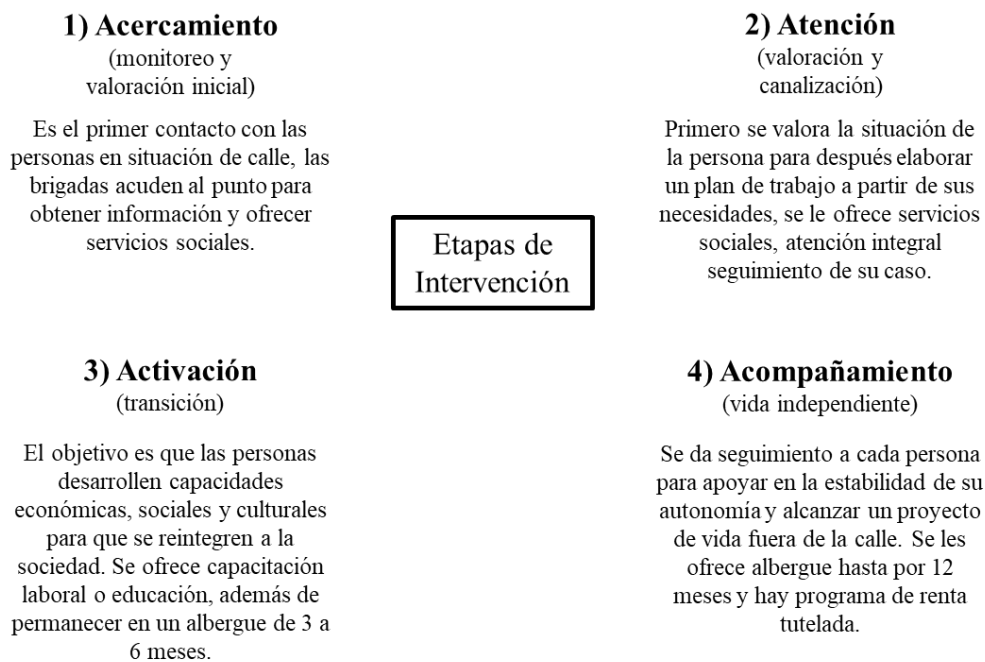 1) Acercamiento
(monitoreo y
valoración inicial)
Es el primer contacto con las
personas en situación de calle, las
brigadas acuden al punto para
obtener información y ofrecer
servicios sociales.
2) Atención
(valoración y
canalización)
Primero se valora la situación de
la persona para después elaborar
un plan de trabajo a partir de sus
necesidades, se le ofrece servicios
sociales, atención integral
seguimiento de su caso.
Etapas de
Intervención
3) Activación
(transición)
El objetivo es que las personas
desarrollen capacidades
económicas, sociales y culturales
para que se reintegren a la
sociedad. Se ofrece capacitación
laboral o educación, además de
permanecer en un albergue de 3 a
6 meses.
4) Acompañamiento
(vida independiente)
Se da seguimiento a cada persona
para apoyar en la estabilidad de su
autonomía y alcanzar un proyecto
de vida fuera de la calle. Se les
ofrece albergue hasta por 12
meses y hay programa de renta
tutelada.